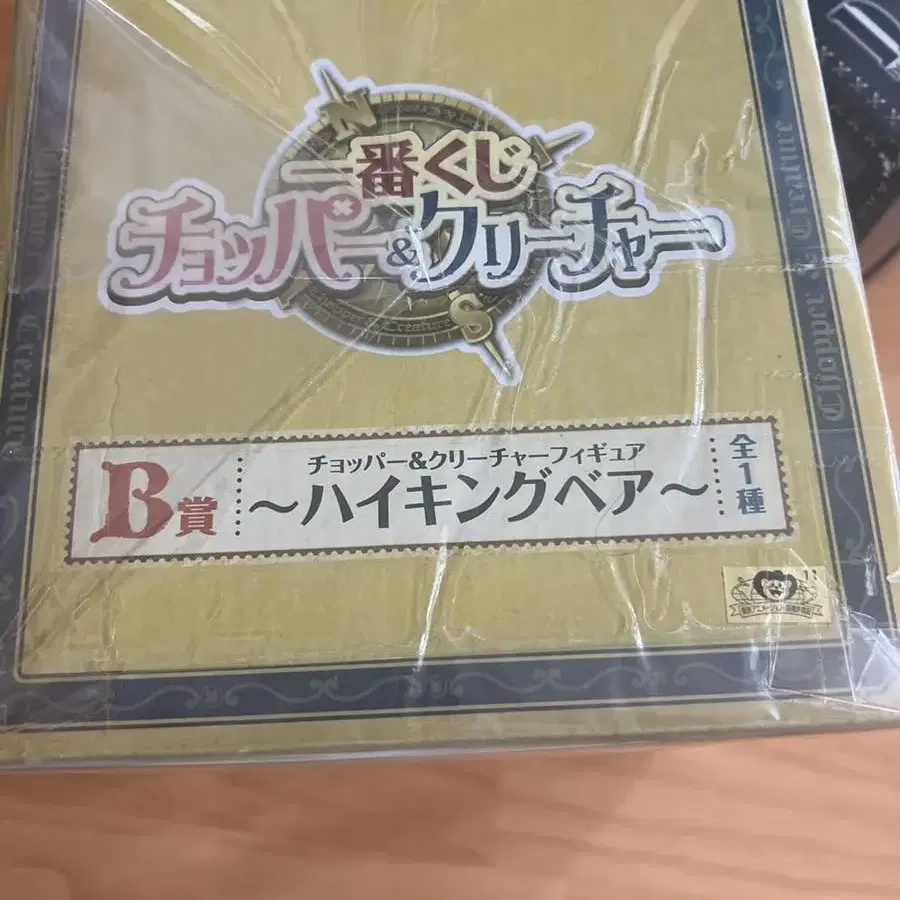 N
一番くじ
チョッパー&クリーチャー
Chopper & Creature
S
B賞
チョッパー&クリーチャーフィギュア
～ハイキングベア～
全1種
Chopper & Creature
Chopper & Creature